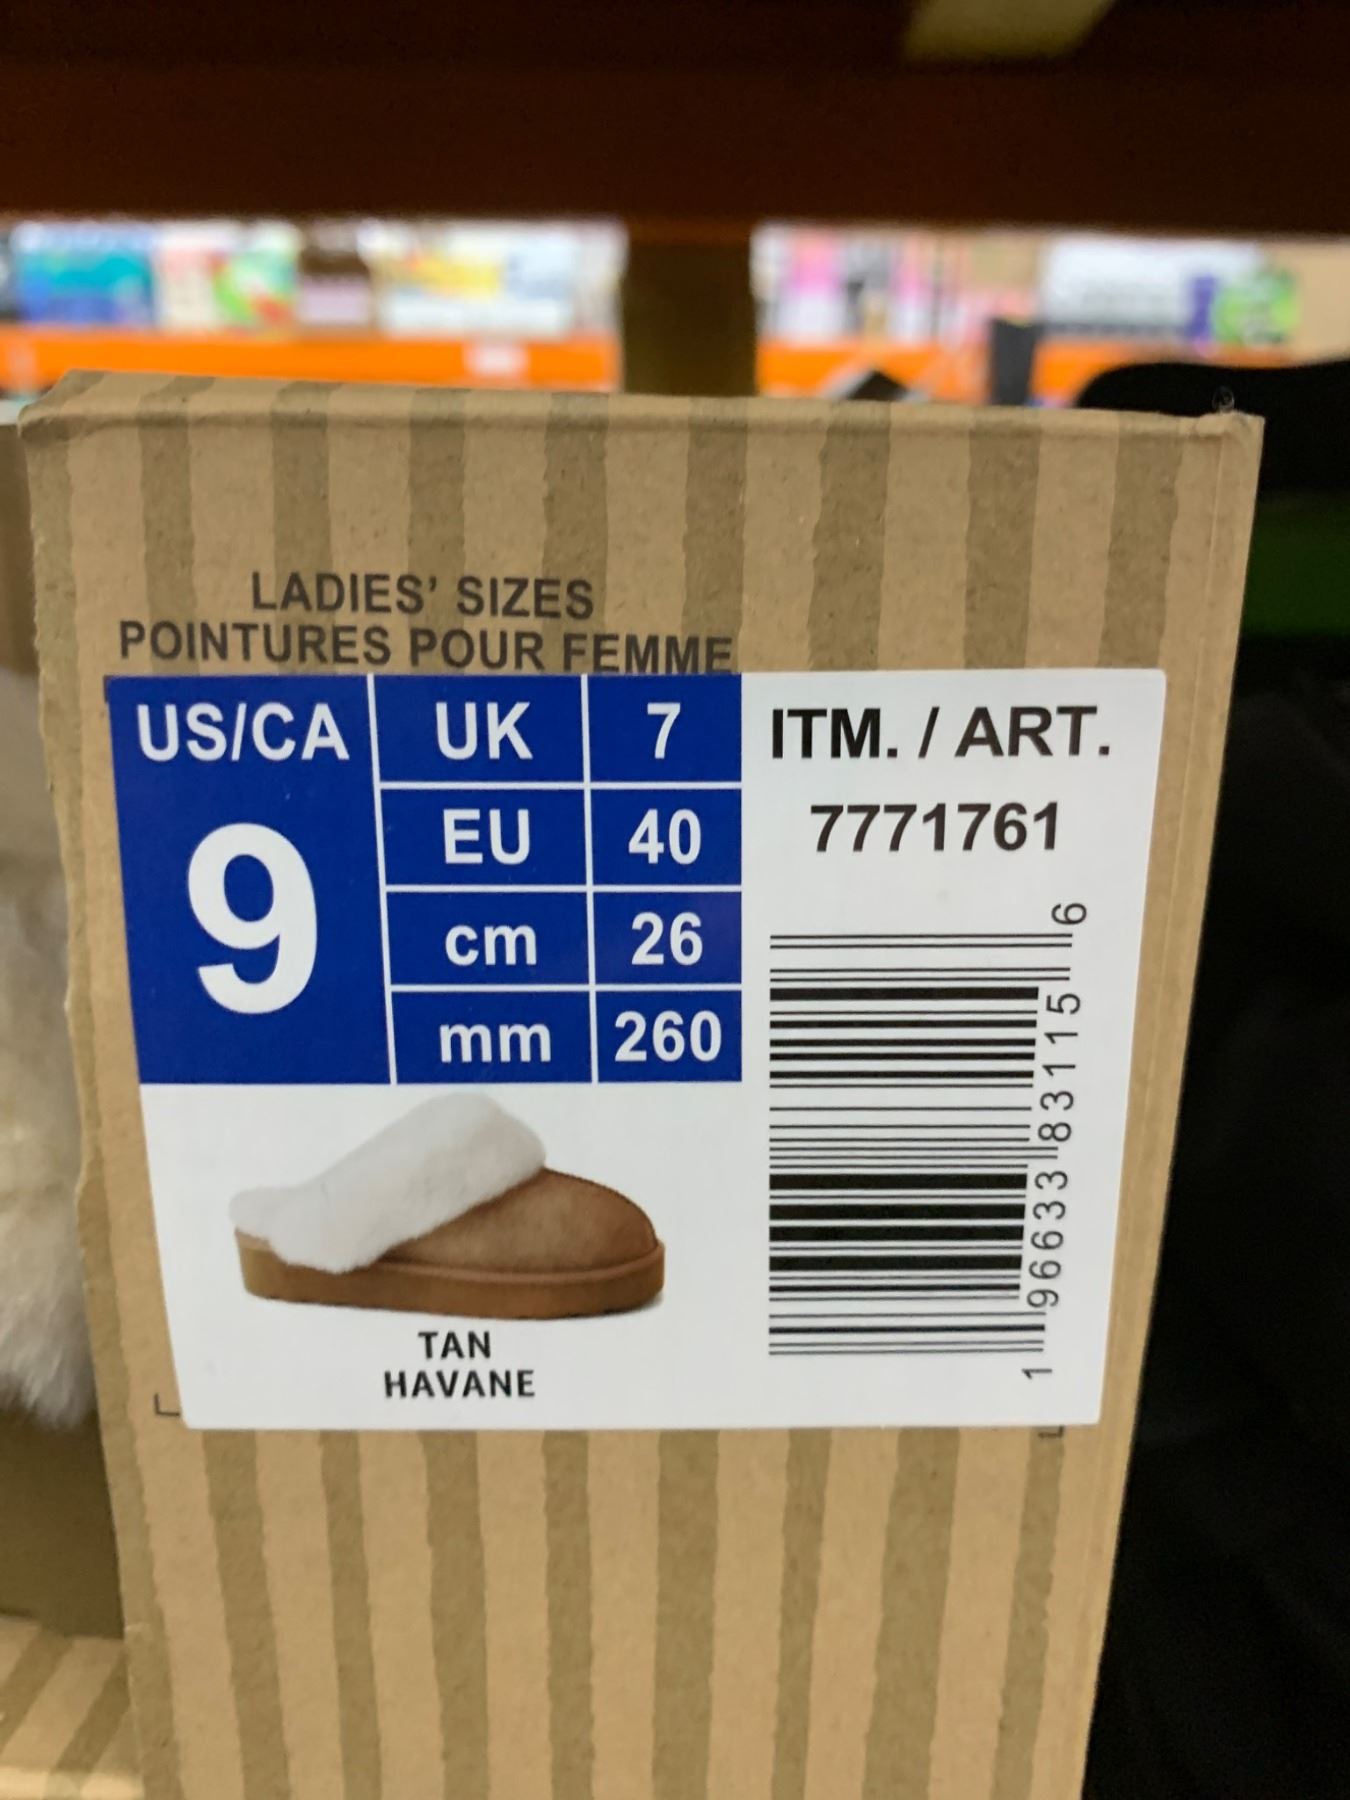 LADIES' SIZES
POINTURES POUR FEMME
US/CA
9
UK 7
EU 40
cm 26
mm 260
ITM. / ART.
7771761
1 96633 83115 6
TAN
HAVANE